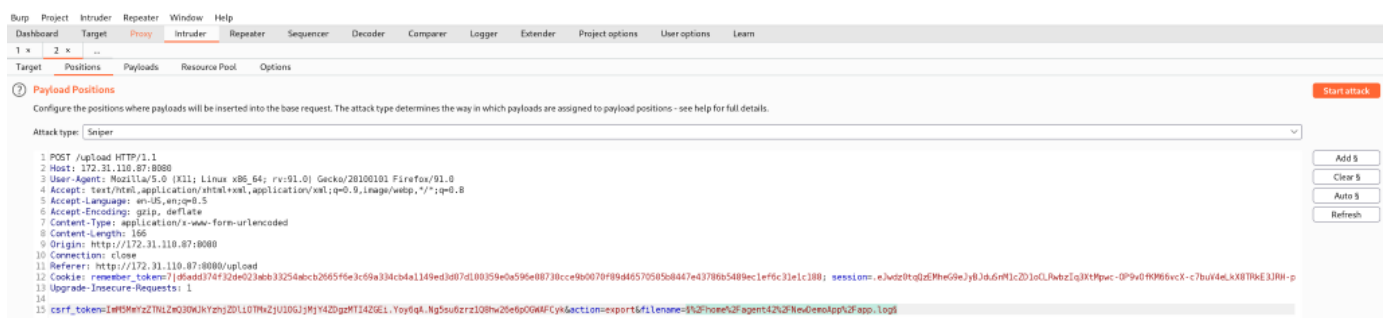 Burp Project Intruder Repeater Window Help
Dashboard Target Proxy Intruder Repeater Sequencer Decoder Comparer Logger Extender Project options User options Learn
1 × 2 × ...
Target Positions Payloads Resource Pool Options
? Payload Positions Start attack
Configure the positions where payloads will be inserted into the base request. The attack type determines the way in which payloads are assigned to payload positions - see help for full details.
Attack type: Sniper
1 POST /upload HTTP/1.1 Add §
2 Host: 172.31.110.87:8080
3 User-Agent: Mozilla/5.0 (X11; Linux x86_64; rv:91.0) Gecko/20100101 Firefox/91.0 Clear §
4 Accept: text/html,application/xhtml+xml,application/xml;q=0.9,image/webp,*/*;q=0.8
5 Accept-Language: en-US,en;q=0.5 Auto §
6 Accept-Encoding: gzip, deflate
7 Content-Type: application/x-www-form-urlencoded Refresh
8 Content-Length: 166
9 Origin: http://172.31.110.87:8080
10 Connection: close
11 Referer: http://172.31.110.87:8080/upload
12 Cookie: remember_token= session=
13 Upgrade-Insecure-Requests: 1
14
15 csrf_token= &action=export&filename=§%2Fhome%2Fagent42%2FNewDemoApp%2Fapp.log§